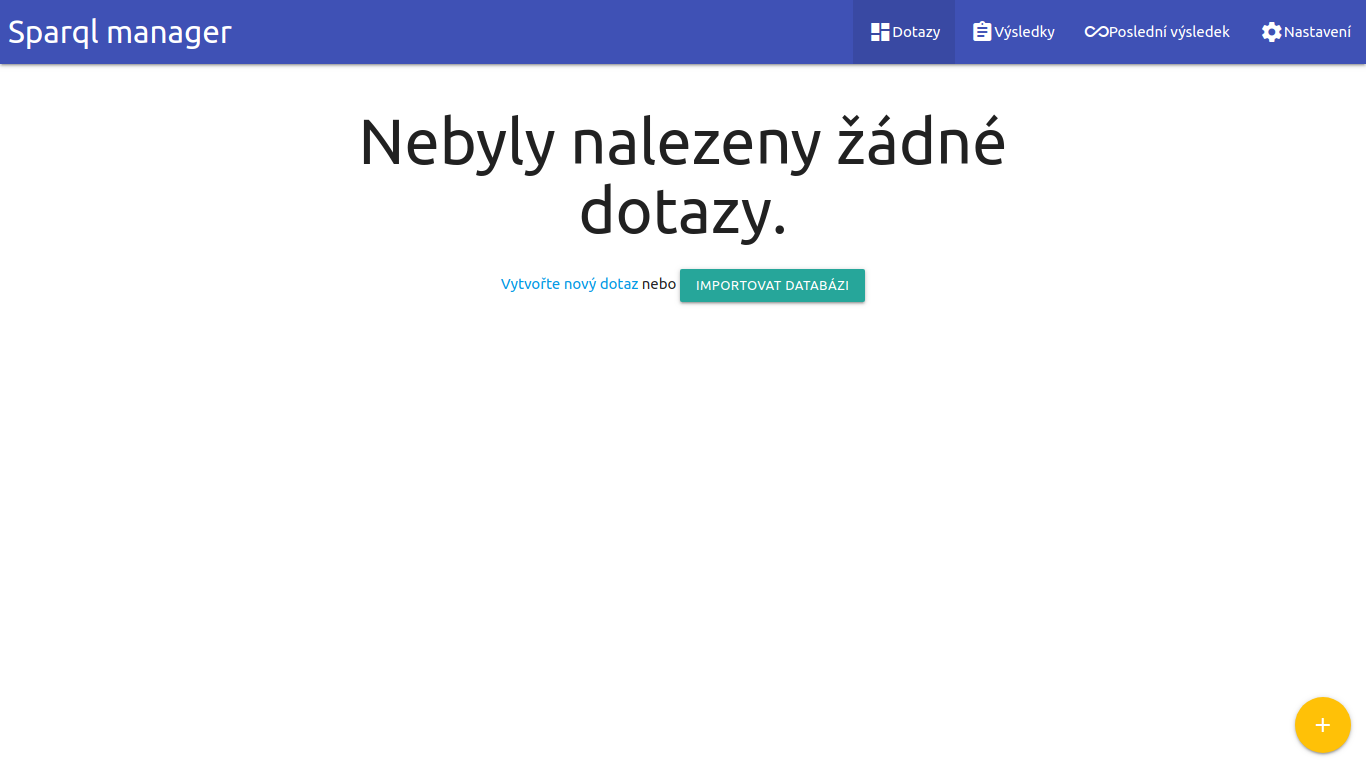 Sparql manager
Dotazy
Výsledky
Poslední výsledek
Nastavení
Nebyly nalezeny žádné
dotazy.
Vytvořte nový dotaz nebo IMPORTOVAT DATABÁZI
+